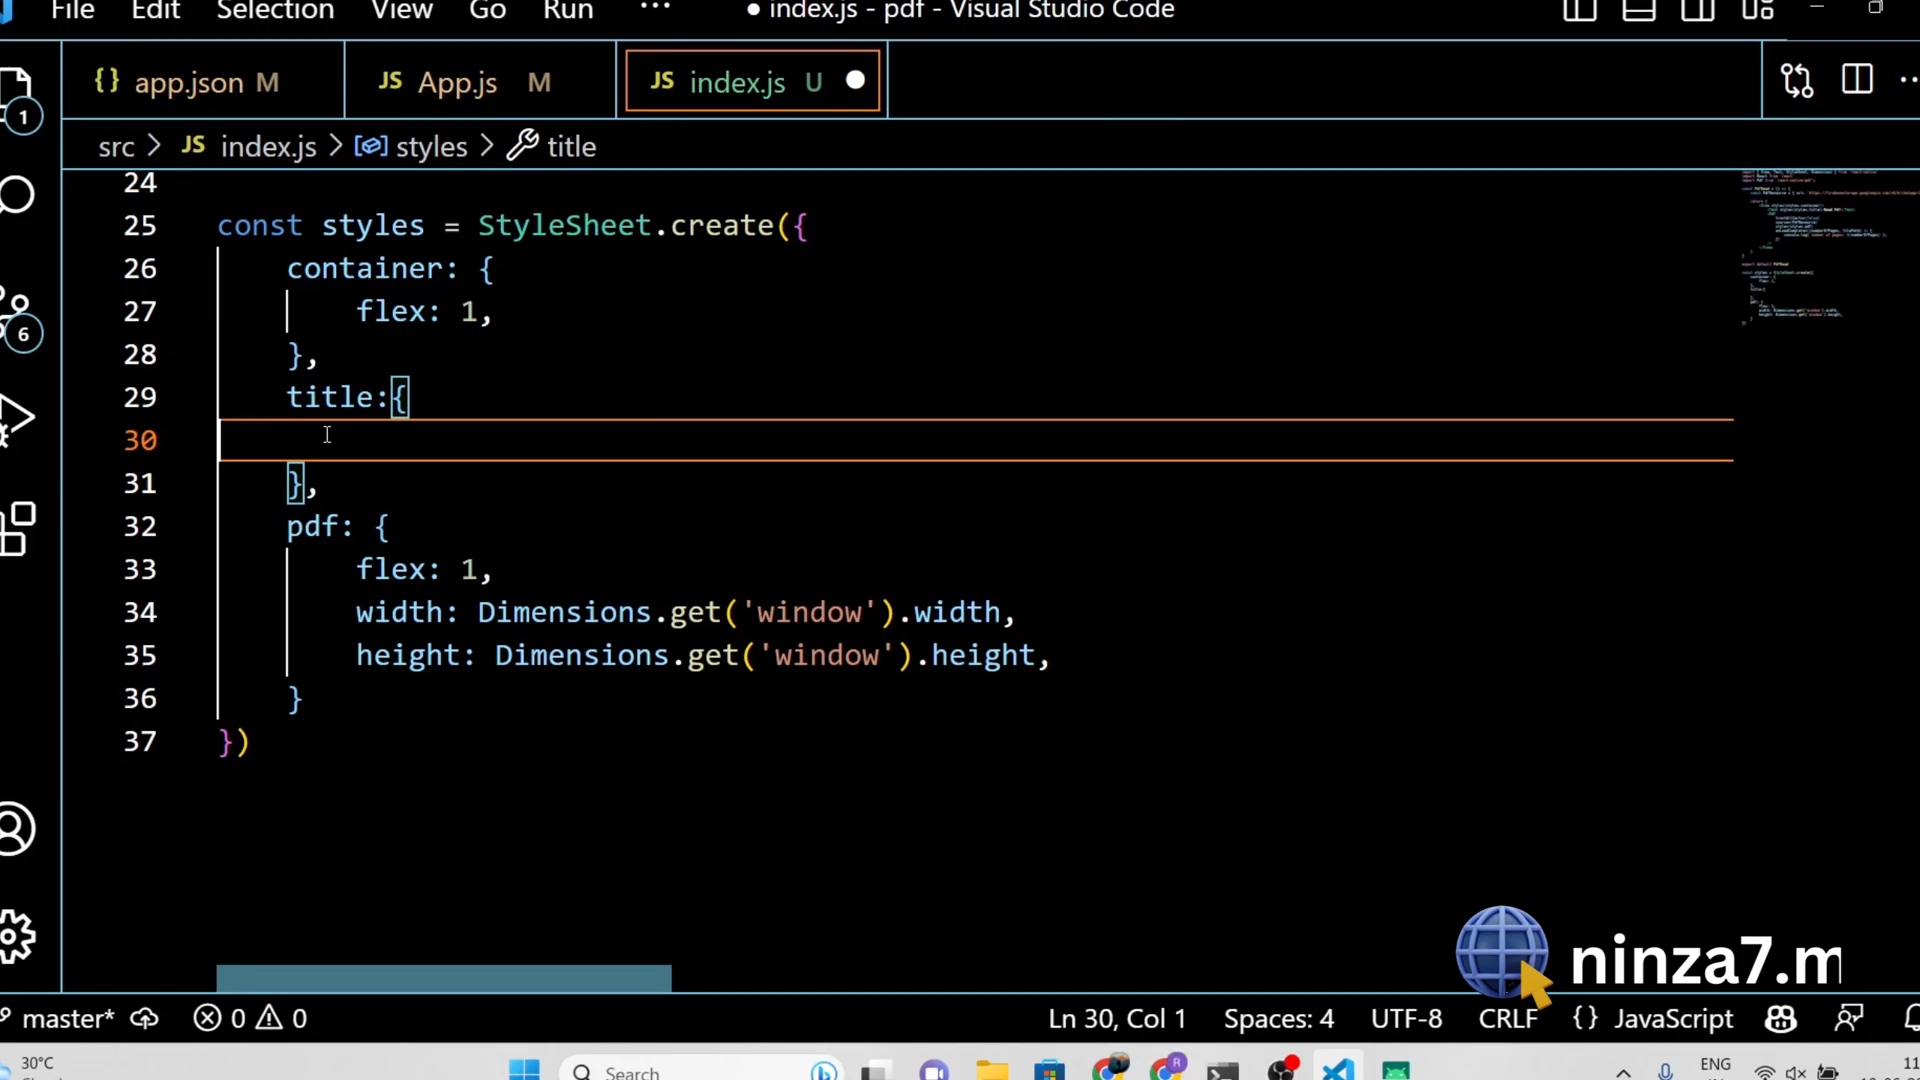 File Edit Selection View Go Run ··· ● index.js - pdf - Visual Studio Code
{} app.json M JS App.js M JS index.js U ●
src > JS index.js > styles > title
24
25 const styles = StyleSheet.create({
26 container: {
27 flex: 1,
28 },
29 title:{
30
31 },
32 pdf: {
33 flex: 1,
34 width: Dimensions.get('window').width,
35 height: Dimensions.get('window').height,
36 }
37 })
1
6
ninza7.m
master* 0 0 Ln 30, Col 1 Spaces: 4 UTF-8 CRLF {} JavaScript
30°C
Search
ENG
11